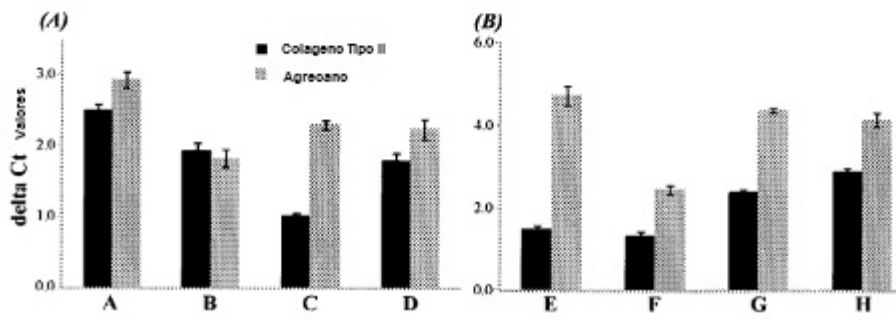 (A)
(B)
delta Ct Valores
3.0
2.0
1.0
0.0
Colageno Tipo II
Agrecano
A B C D
6.0
4.0
2.0
0.0
E F G H